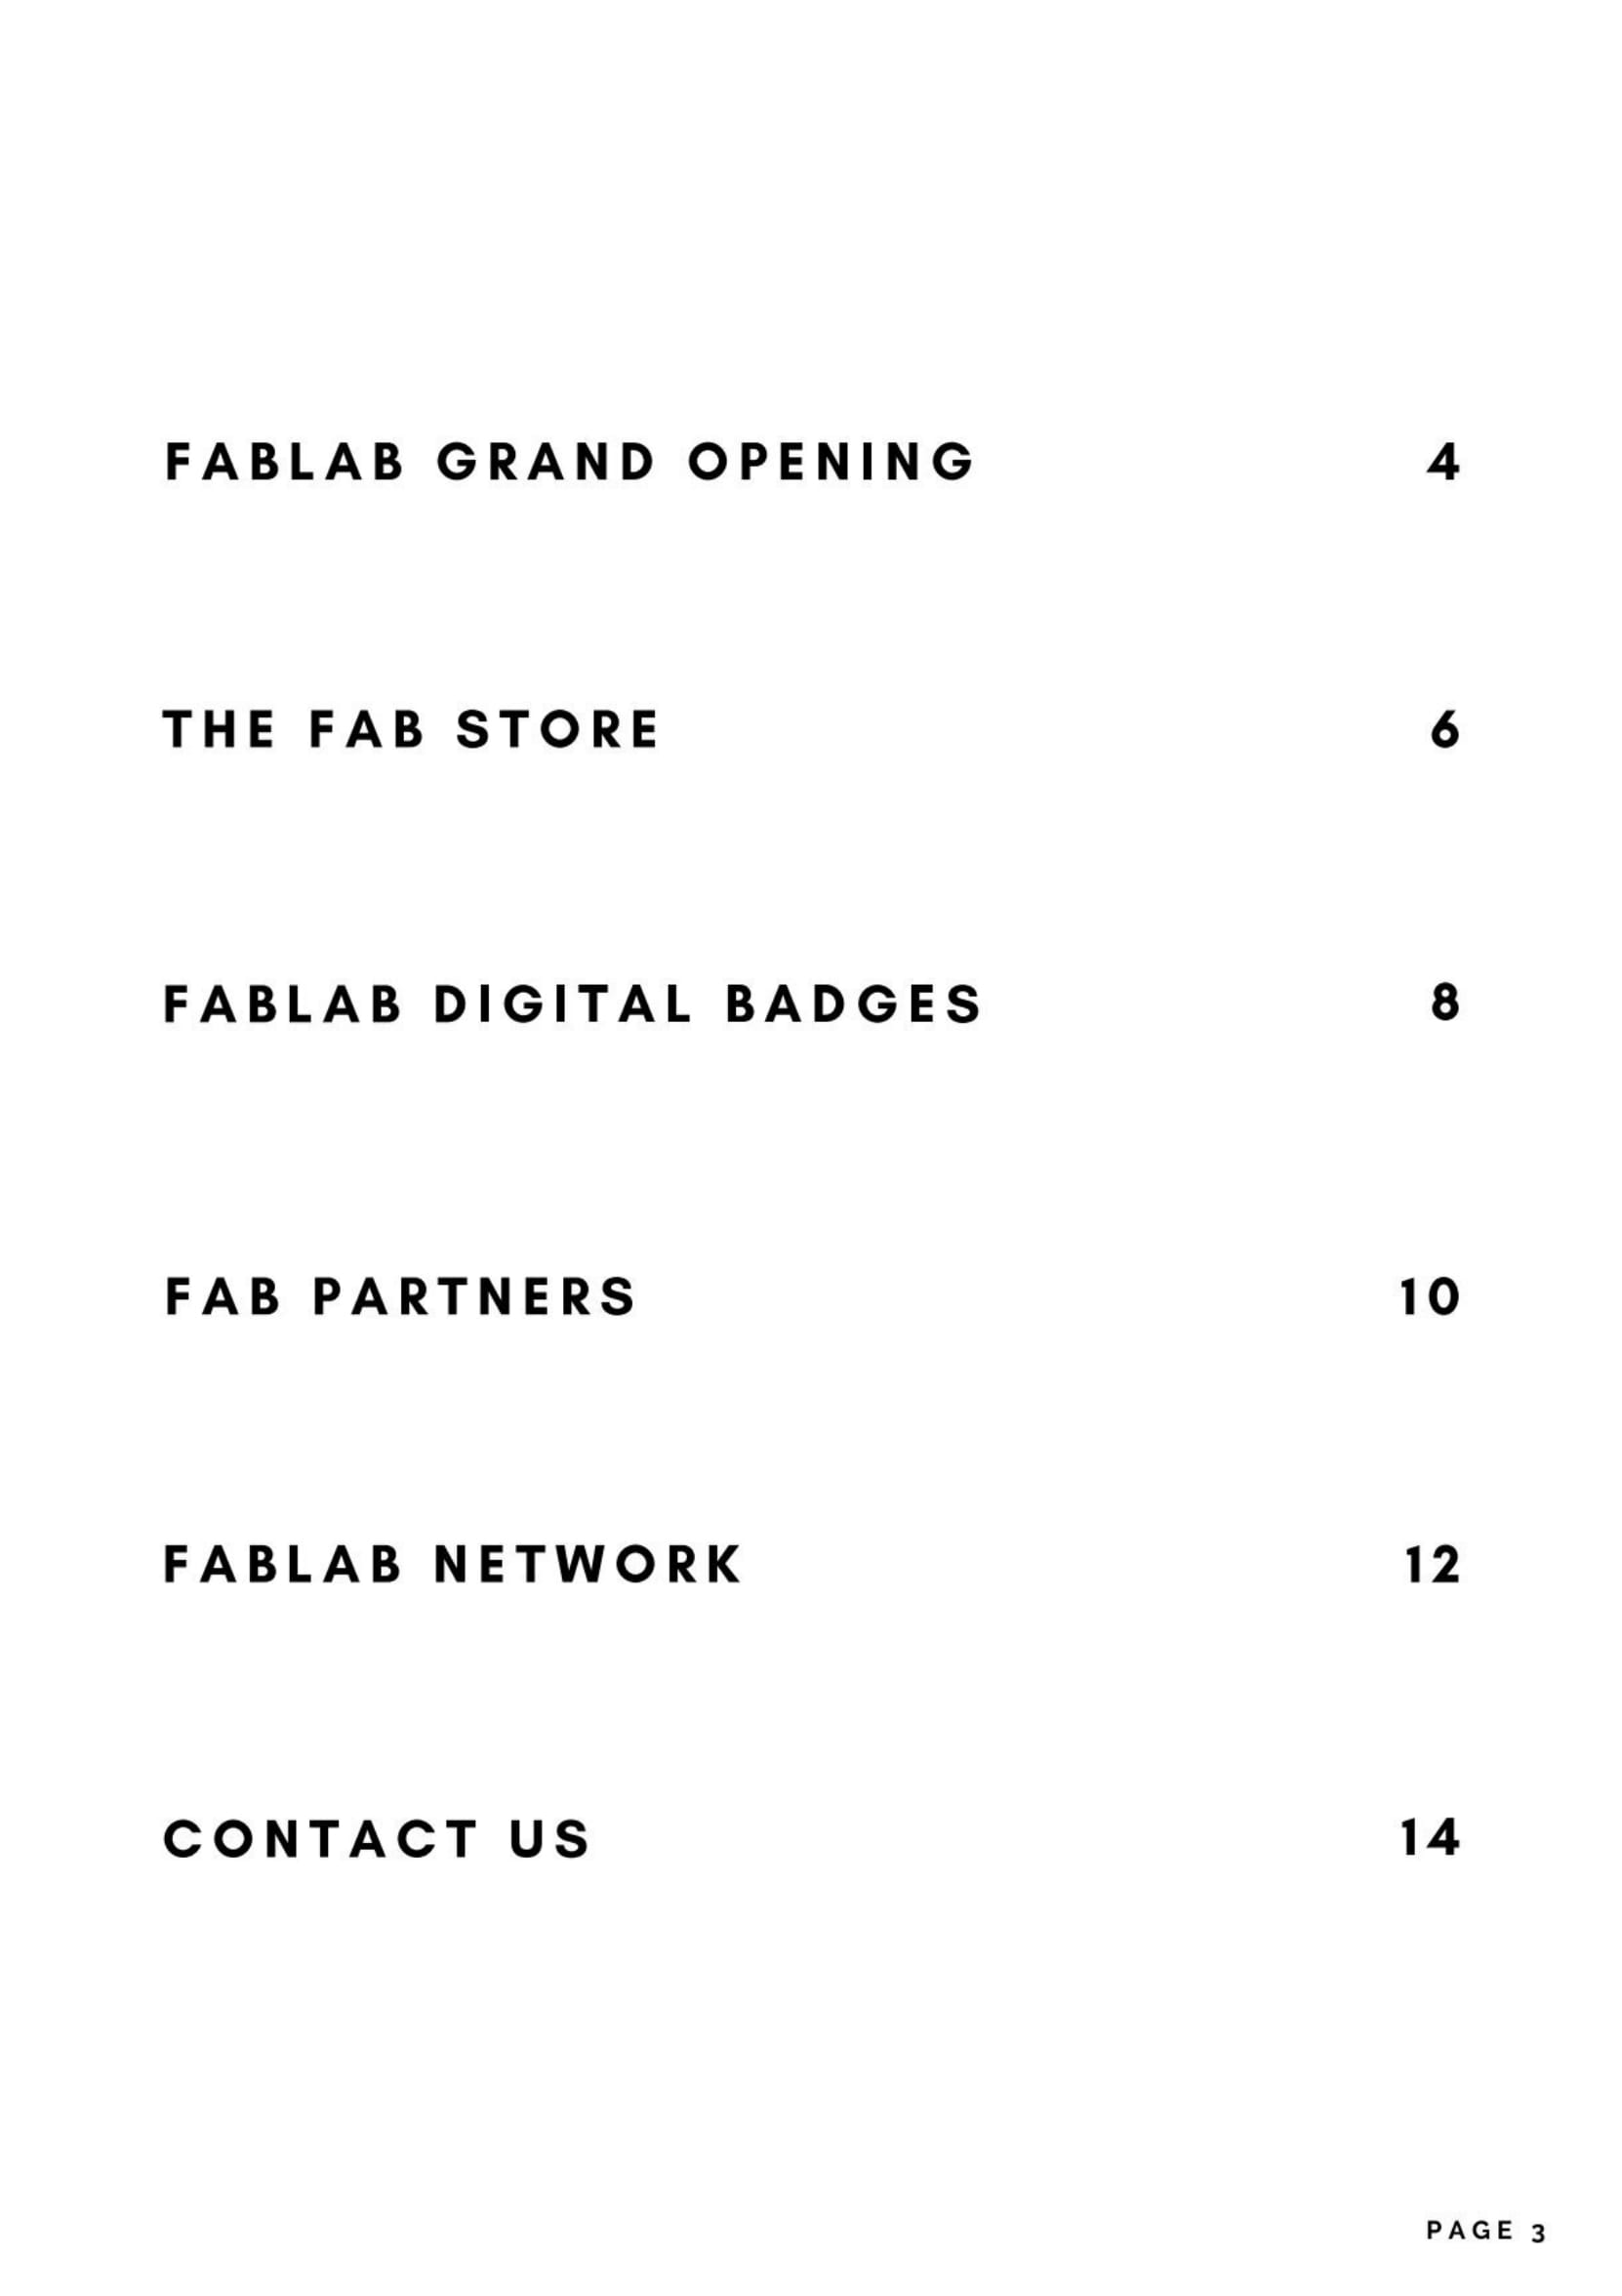 FABLAB GRAND OPENING 4
THE FAB STORE 6
FABLAB DIGITAL BADGES 8
FAB PARTNERS 10
FABLAB NETWORK 12
CONTACT US 14
PAGE 3